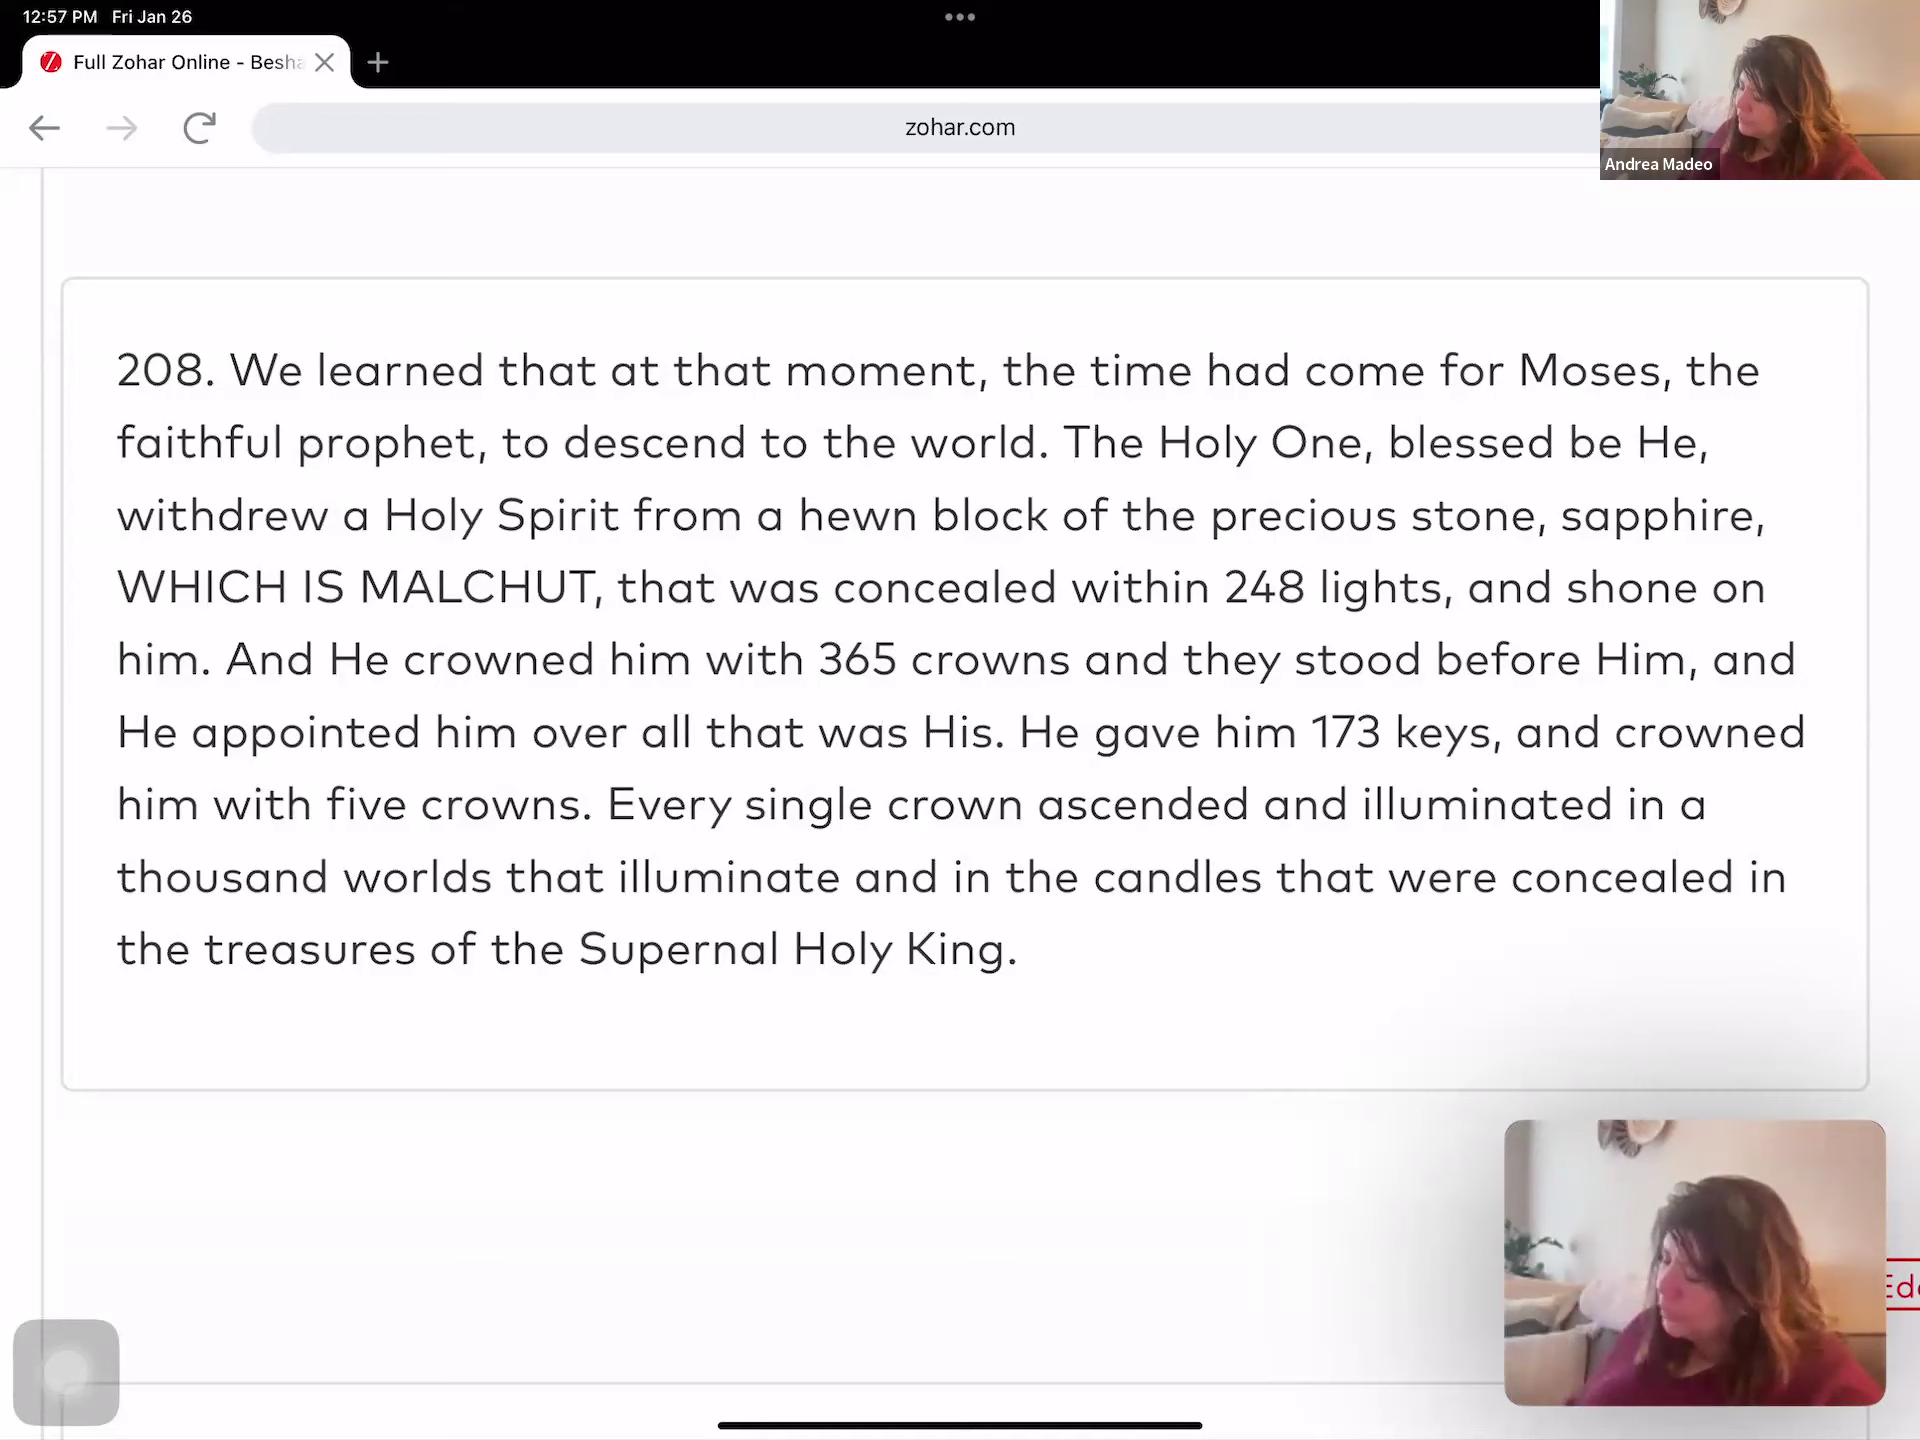 12:57 PM Fri Jan 26
Full Zohar Online - Besha
zohar.com
Andrea Madeo
208. We learned that at that moment, the time had come for Moses, the
faithful prophet, to descend to the world. The Holy One, blessed be He,
withdrew a Holy Spirit from a hewn block of the precious stone, sapphire,
WHICH IS MALCHUT, that was concealed within 248 lights, and shone on
him. And He crowned him with 365 crowns and they stood before Him, and
He appointed him over all that was His. He gave him 173 keys, and crowned
him with five crowns. Every single crown ascended and illuminated in a
thousand worlds that illuminate and in the candles that were concealed in
the treasures of the Supernal Holy King.